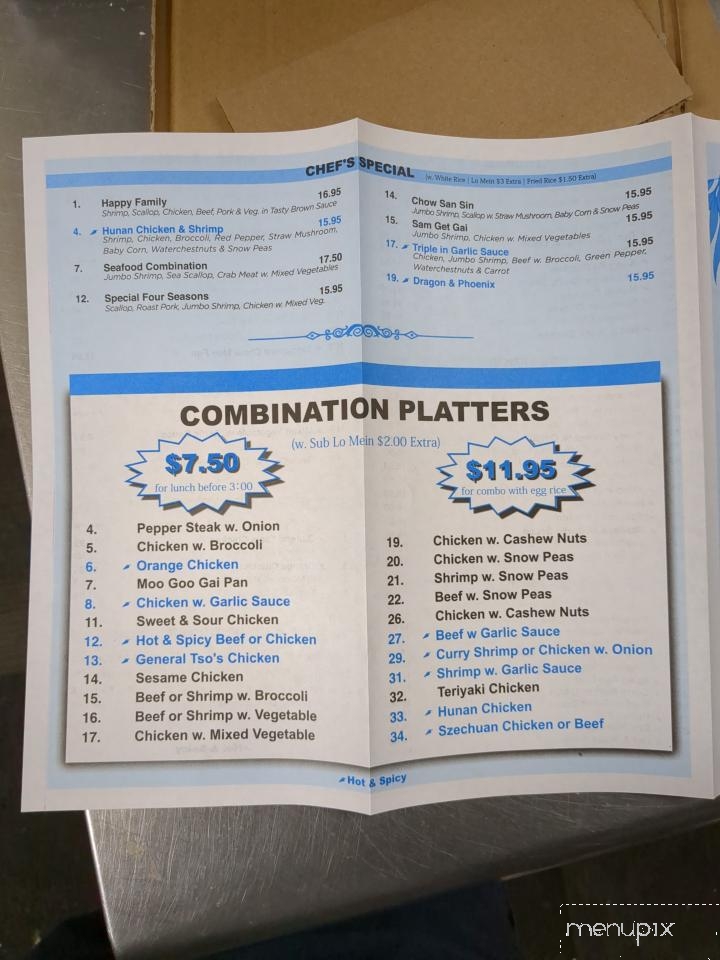 CHEF'S SPECIAL (w. White Rice | Lo Mein $3 Extra | Fried Rice $1.50 Extra)
1. Happy Family 16.95
Shrimp, Scallop, Chicken, Beef, Pork & Veg. in Tasty Brown Sauce
4. Hunan Chicken & Shrimp 15.95
Shrimp, Chicken, Broccoli, Red Pepper, Straw Mushroom,
Baby Corn, Waterchestnuts & Snow Peas
7. Seafood Combination 17.50
Jumbo Shrimp, Sea Scallop, Crab Meat w. Mixed Vegetables
12. Special Four Seasons 15.95
Scallop, Roast Pork, Jumbo Shrimp, Chicken w. Mixed Veg.
14. Chow San Sin 15.95
Jumbo Shrimp, Scallop w. Straw Mushroom, Baby Corn & Snow Peas
15. Sam Get Gai 15.95
Jumbo Shrimp, Chicken w. Mixed Vegetables
17. Triple in Garlic Sauce 15.95
Chicken, Jumbo Shrimp, Beef w. Broccoli, Green Pepper,
Waterchestnuts & Carrot
19. Dragon & Phoenix 15.95
COMBINATION PLATTERS
(w. Sub Lo Mein $2.00 Extra)
$7.50
for lunch before 3:00
$11.95
for combo with egg rice
4. Pepper Steak w. Onion
5. Chicken w. Broccoli
6. Orange Chicken
7. Moo Goo Gai Pan
8. Chicken w. Garlic Sauce
11. Sweet & Sour Chicken
12. Hot & Spicy Beef or Chicken
13. General Tso's Chicken
14. Sesame Chicken
15. Beef or Shrimp w. Broccoli
16. Beef or Shrimp w. Vegetable
17. Chicken w. Mixed Vegetable
19. Chicken w. Cashew Nuts
20. Chicken w. Snow Peas
21. Shrimp w. Snow Peas
22. Beef w. Snow Peas
26. Chicken w. Cashew Nuts
27. Beef w Garlic Sauce
29. Curry Shrimp or Chicken w. Onion
31. Shrimp w. Garlic Sauce
32. Teriyaki Chicken
33. Hunan Chicken
34. Szechuan Chicken or Beef
Hot & Spicy
menupix